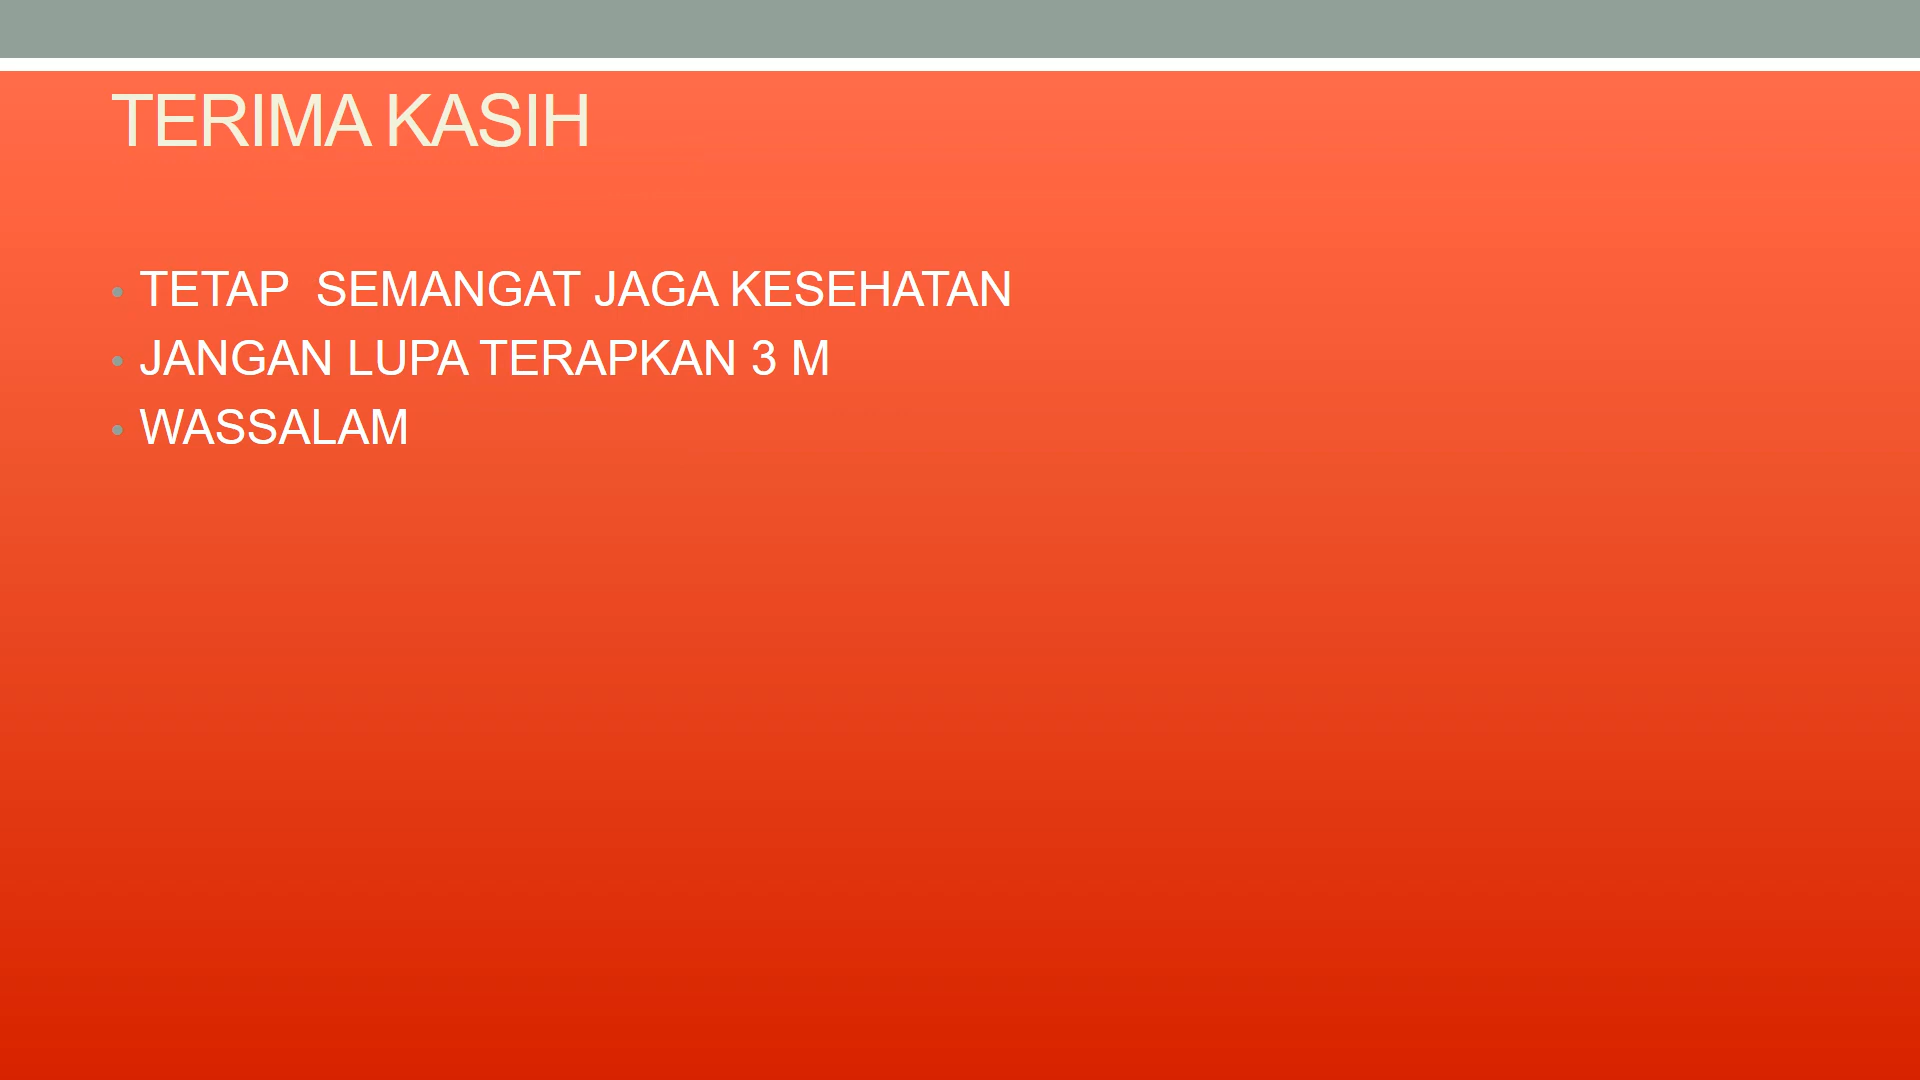 TERIMA KASIH
• TETAP  SEMANGAT JAGA KESEHATAN
• JANGAN LUPA TERAPKAN 3 M
• WASSALAM